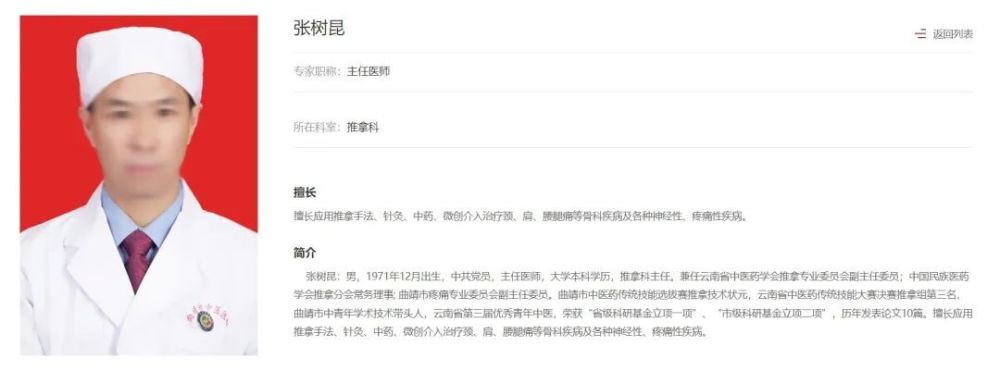 张树昆
返回列表
专家职称：主任医师
所在科室：推拿科
擅长
擅长应用推拿手法、针灸、中药、微创介入治疗颈、肩、腰腿痛等骨科疾病及各种神经性、疼痛性疾病。
简介
张树昆：男，1971年12月出生，中共党员，主任医师，大学本科学历，推拿科主任。兼任云南省中医药学会推拿专业委员会副主任委员；中国民族医药
学会推拿分会常务理事; 曲靖市疼痛专业委员会副主任委员。曲靖市中医药传统技能选拔赛推拿技术状元，云南省中医药传统技能大赛决赛推拿组第三名、
曲靖市中青年学术技术带头人，云南省第三届优秀青年中医，荣获“省级科研基金立项一项”、“市级科研基金立项二项”，历年发表论文10篇。擅长应用
推拿手法、针灸、中药、微创介入治疗颈、肩、腰腿痛等骨科疾病及各种神经性、疼痛性疾病。